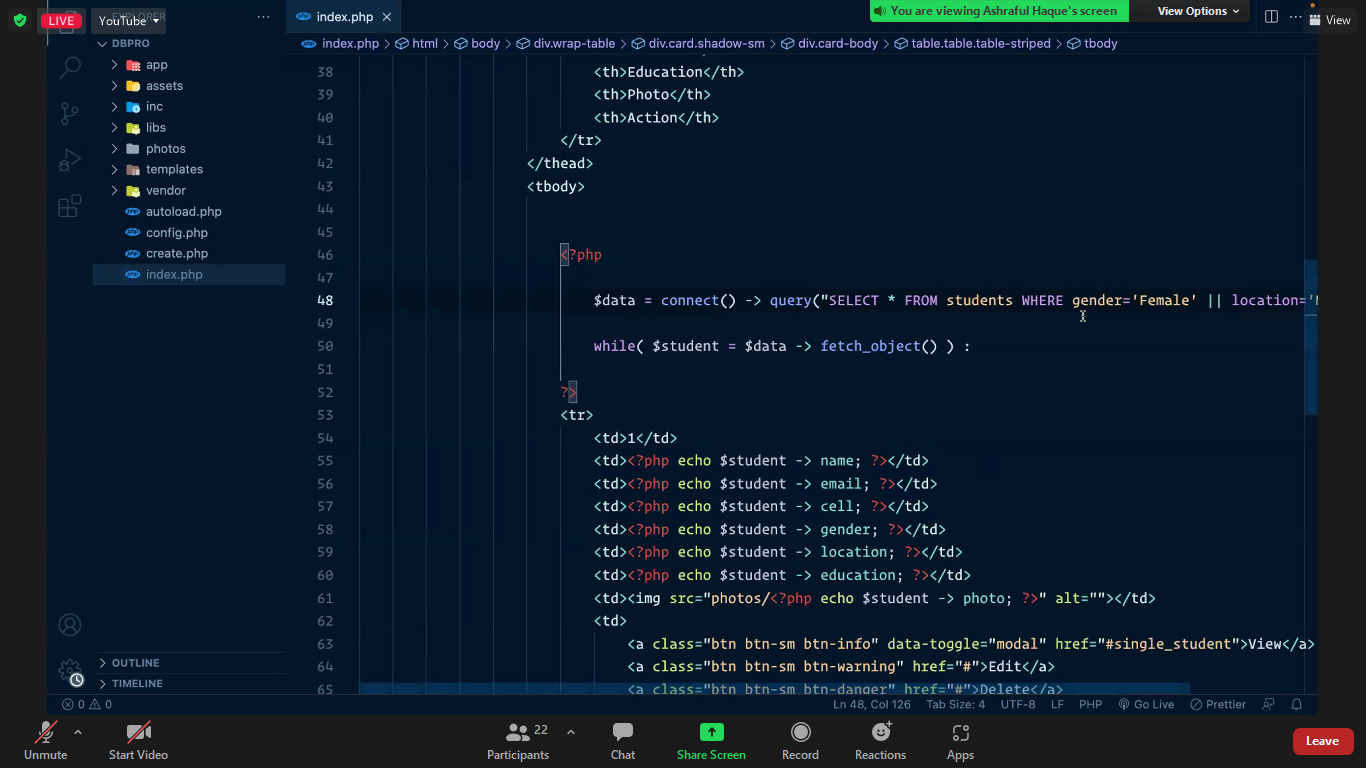 LIVE
YouTube
EXPLORER
index.php
You are viewing Ashraful Haque's screen
View Options
View
DBPRO
index.php > html > body > div.wrap-table > div.card.shadow-sm > div.card-body > table.table.table-striped > tbody
app
assets
inc
libs
photos
templates
vendor
autoload.php
config.php
create.php
index.php
38 <th>Education</th>
39 <th>Photo</th>
40 <th>Action</th>
41 </tr>
42 </thead>
43 <tbody>
44
45
46 <?php
47
48 $data = connect() -> query("SELECT * FROM students WHERE gender='Female' || location='
49
50 while( $student = $data -> fetch_object() ) :
51
52 ?>
53 <tr>
54 <td>1</td>
55 <td><?php echo $student -> name; ?></td>
56 <td><?php echo $student -> email; ?></td>
57 <td><?php echo $student -> cell; ?></td>
58 <td><?php echo $student -> gender; ?></td>
59 <td><?php echo $student -> location; ?></td>
60 <td><?php echo $student -> education; ?></td>
61 <td><img src="photos/<?php echo $student -> photo; ?>" alt=""></td>
62 <td>
63 <a class="btn btn-sm btn-info" data-toggle="modal" href="#single_student">View</a>
64 <a class="btn btn-sm btn-warning" href="#">Edit</a>
65 <a class="btn btn-sm btn-danger" href="#">Delete</a>
OUTLINE
TIMELINE
0 0
Ln 48, Col 126 Tab Size: 4 UTF-8 LF PHP Go Live Prettier
Unmute
Start Video
22
Participants
Chat
Share Screen
Record
Reactions
Apps
Leave